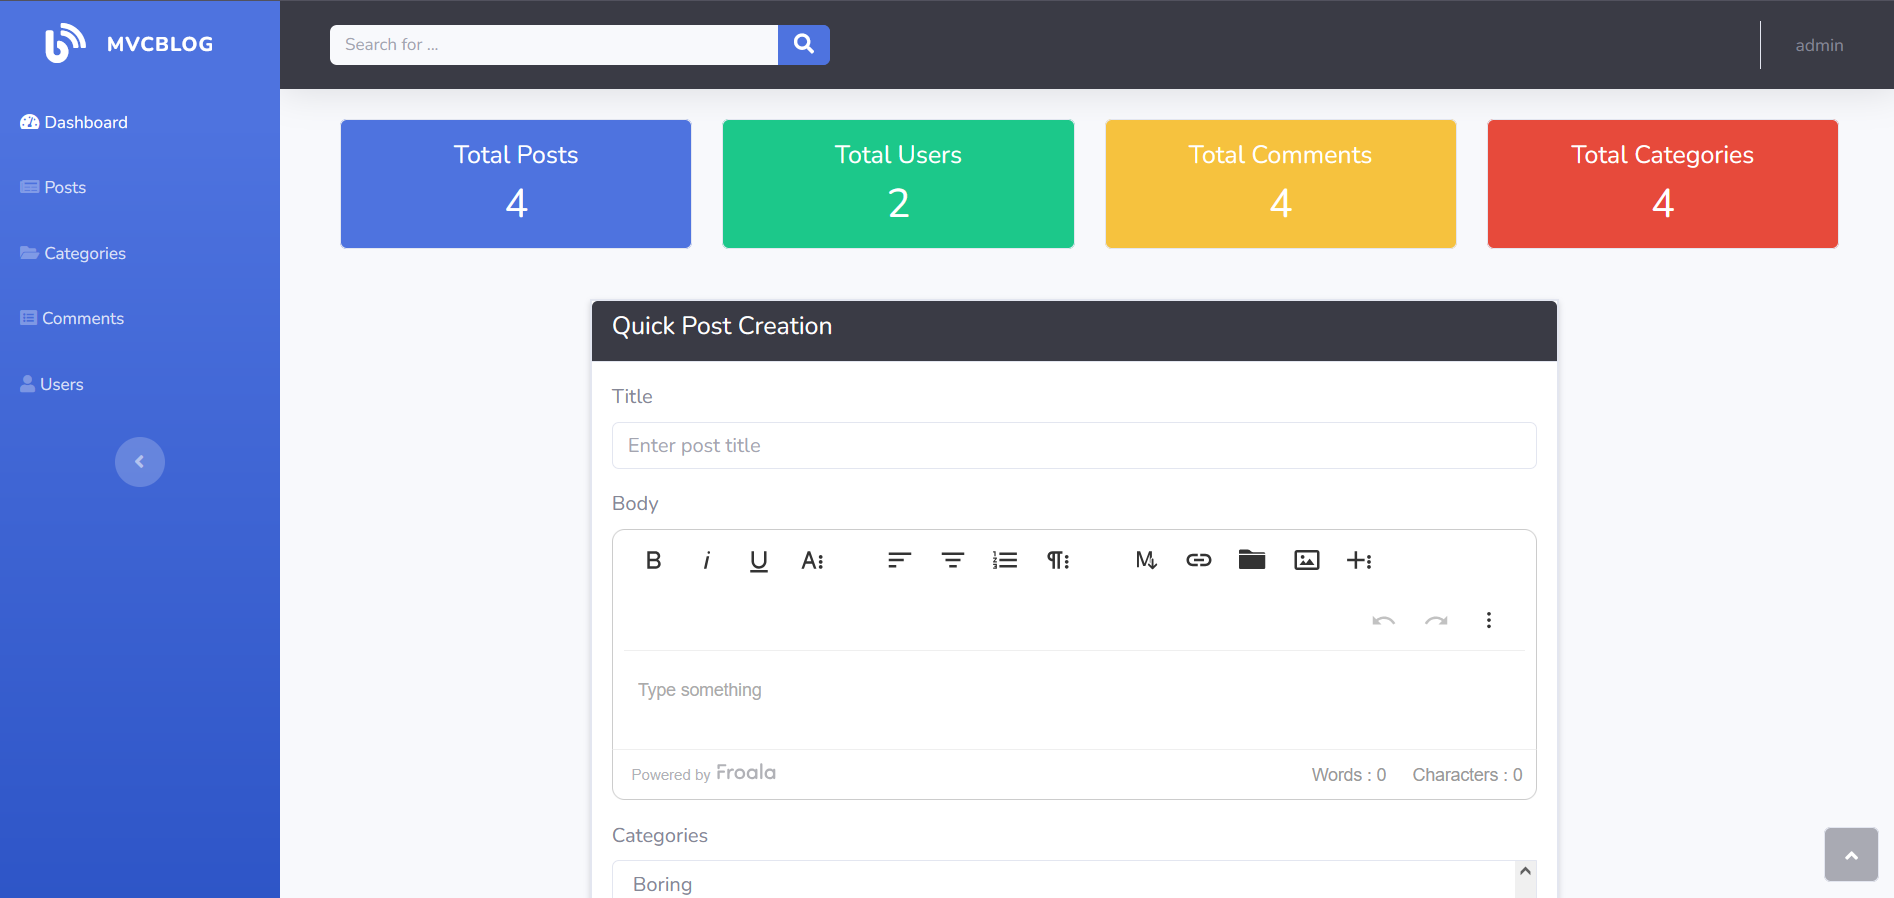 MVCBLOG
Search for ...
admin
Dashboard
Posts
Categories
Comments
Users
Total Posts
4
Total Users
2
Total Comments
4
Total Categories
4
Quick Post Creation
Title
Enter post title
Body
Type something
Powered by Froala
Words : 0 Characters : 0
Categories
Boring